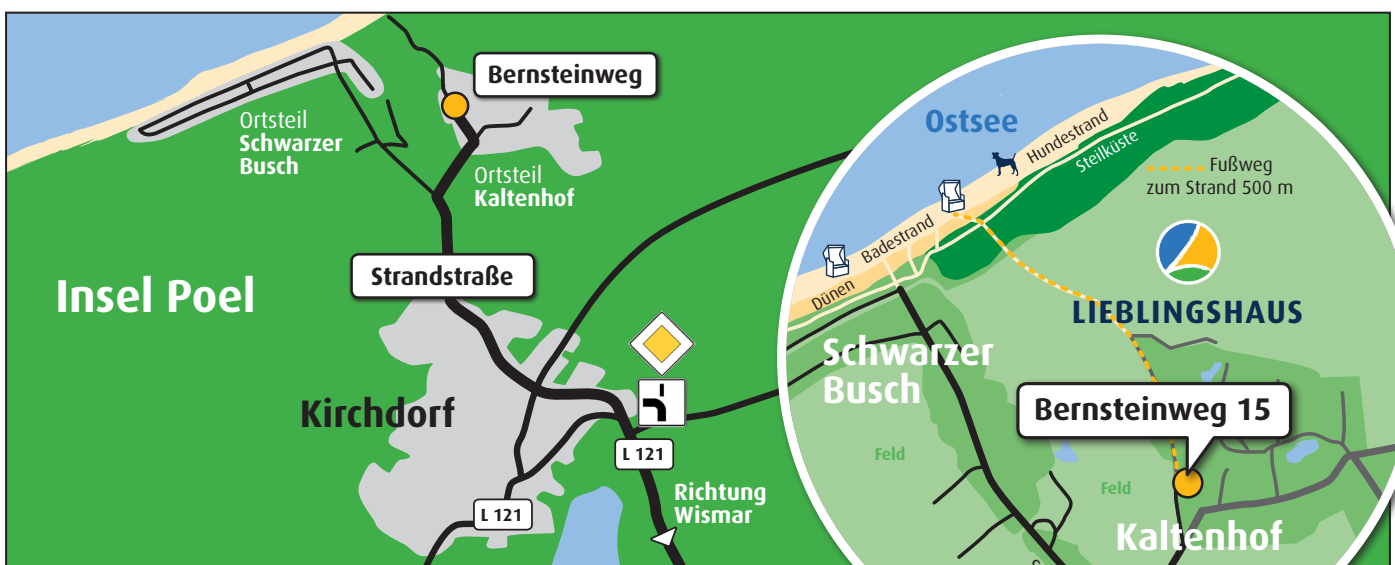 Bernsteinweg
Ortsteil
Schwarzer
Busch
Ortsteil
Kaltenhof
Strandstraße
Insel Poel
Kirchdorf
L 121
L 121
Richtung
Wismar
Ostsee
Hundestrand
Steilküste
Badestrand
Dünen
Fußweg
zum Strand 500 m
LIEBLINGSHAUS
Schwarzer
Busch
Bernsteinweg 15
Feld
Feld
Kaltenhof